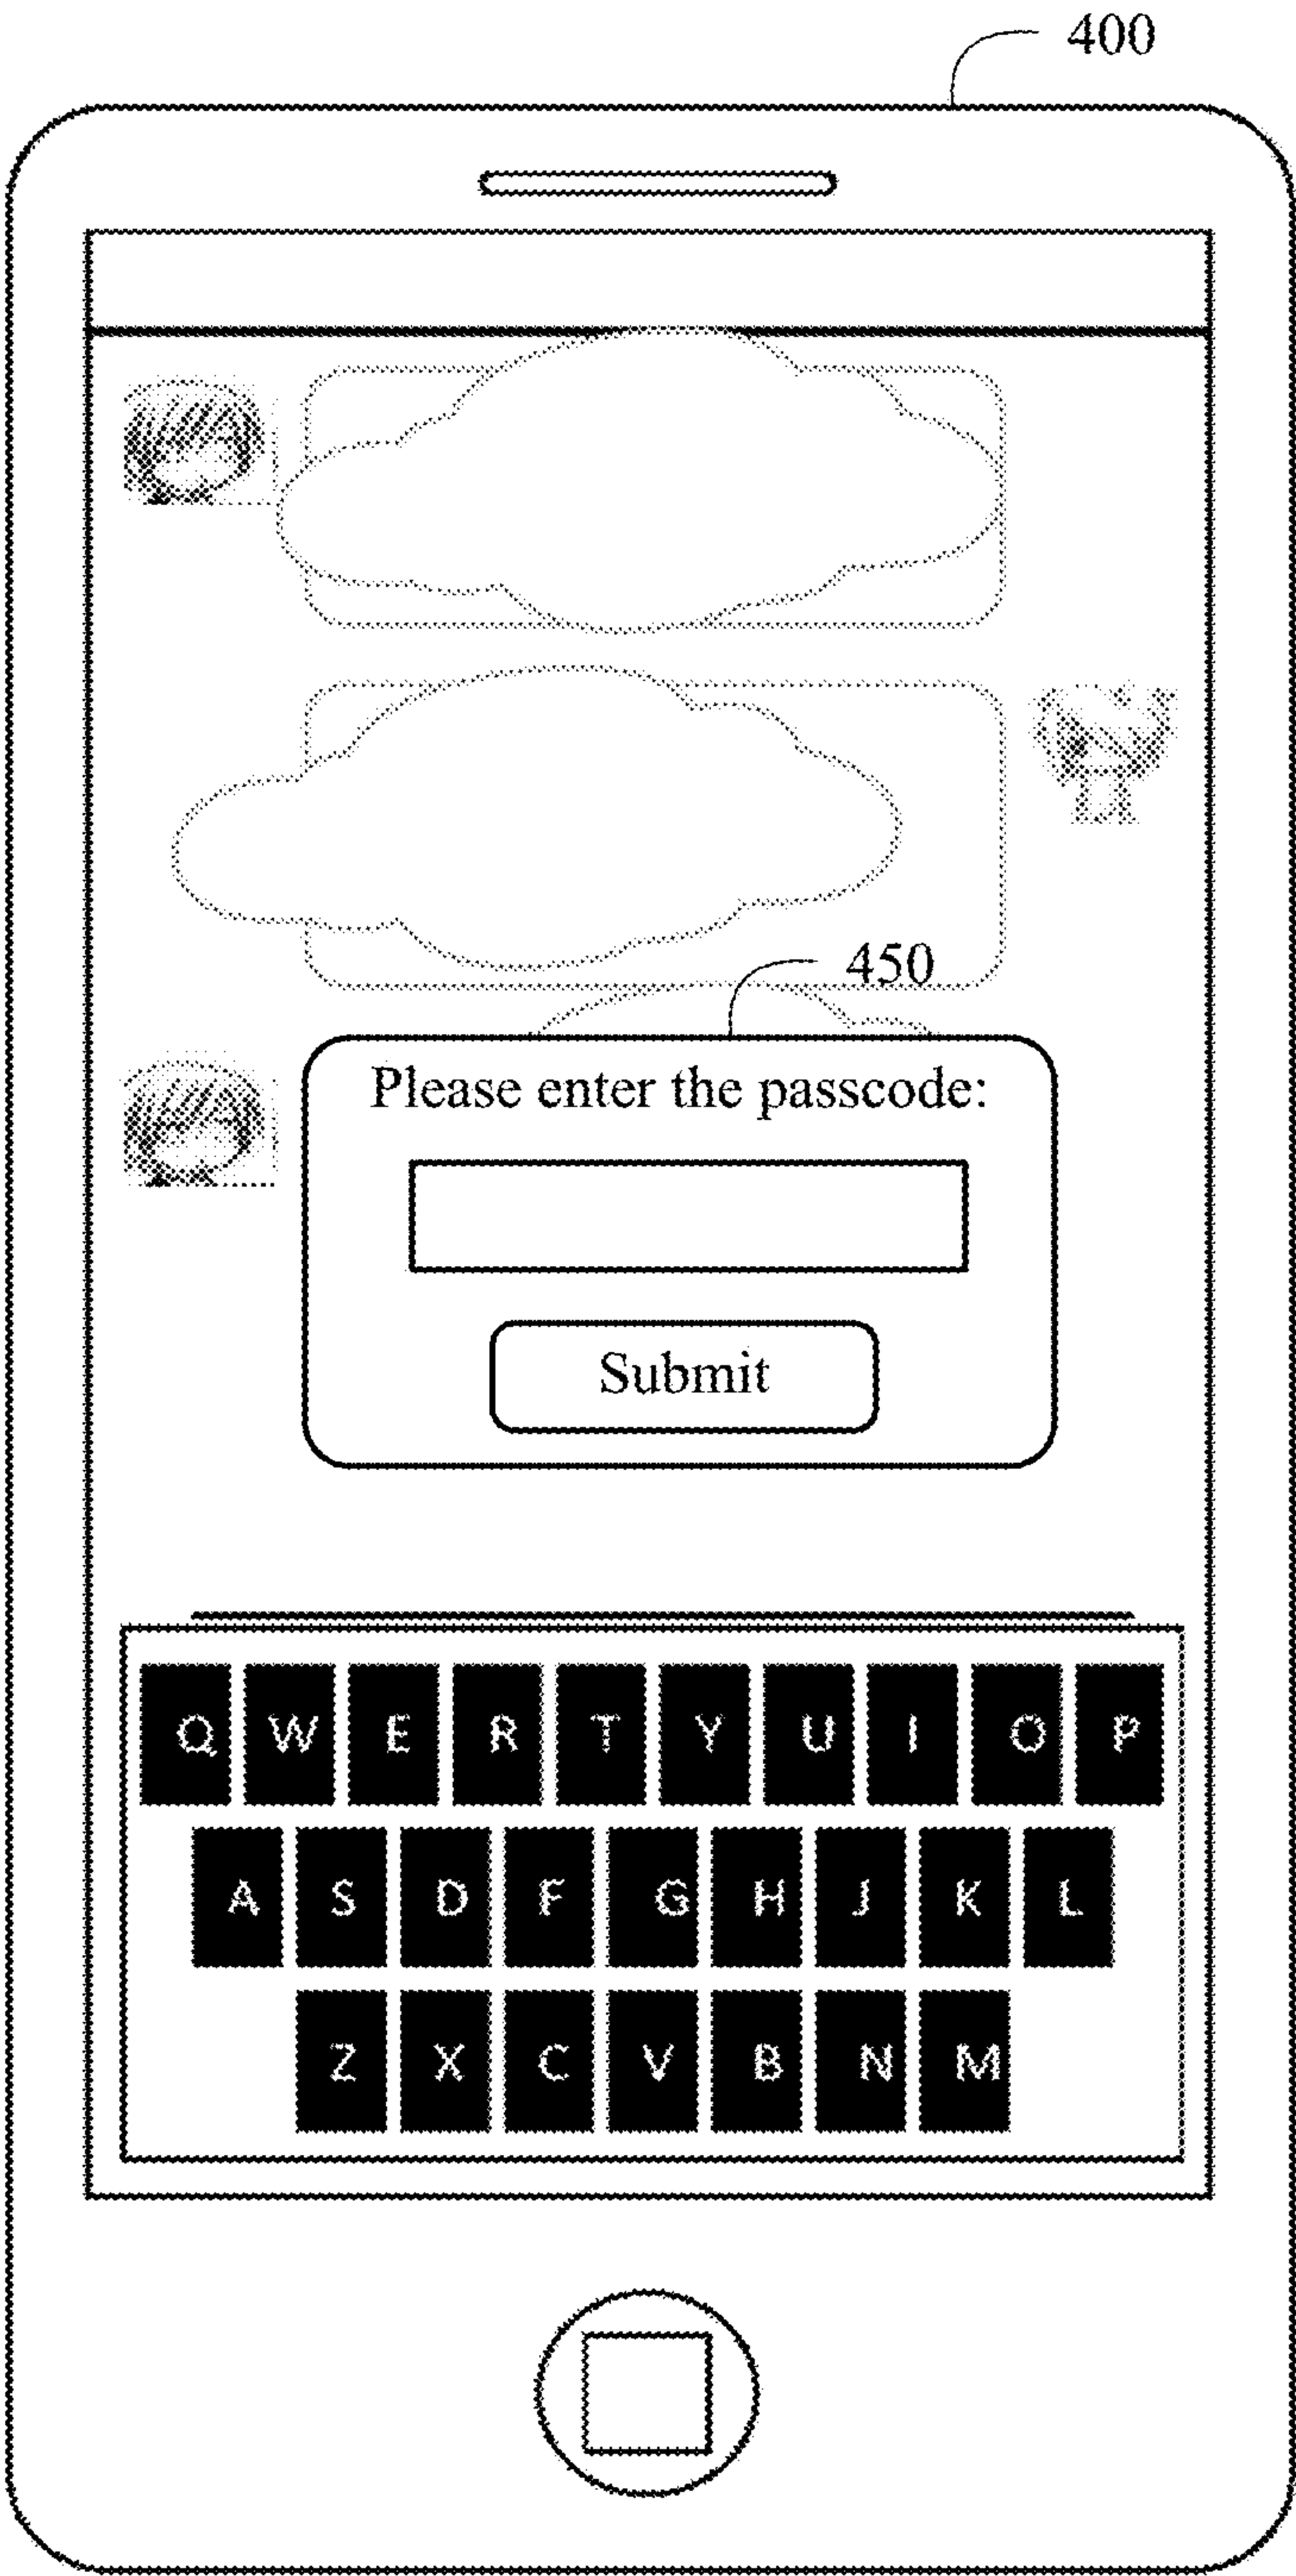 400
450
Please enter the passcode:
Submit
Q W E R T Y U I O P
A S D F G H J K L
Z X C V B N M